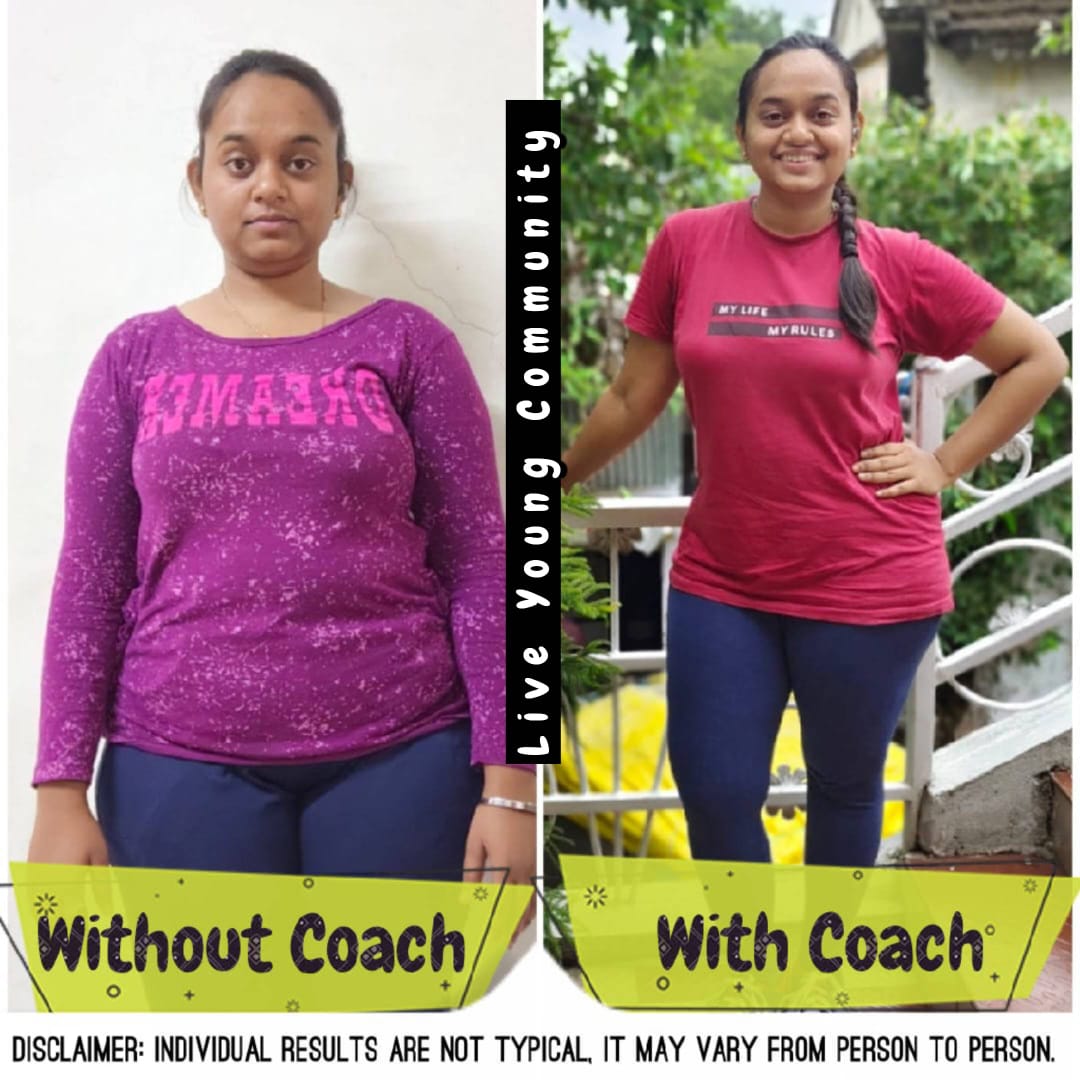 DREAMER
Live Young Community
MY LIFE
MY RULES
Without Coach
With Coach
DISCLAIMER: INDIVIDUAL RESULTS ARE NOT TYPICAL, IT MAY VARY FROM PERSON TO PERSON.